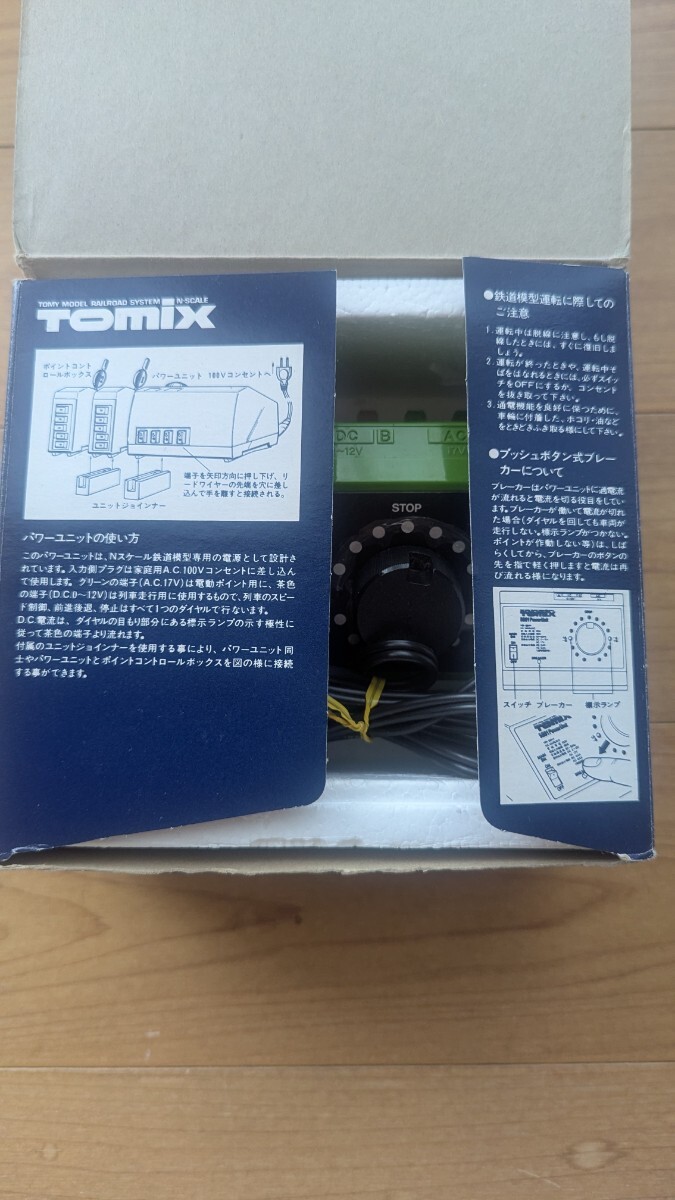 TOMY MODEL RAILROAD SYSTEM N-SCALE
TOMIX
ポイントコント
ロールボックス
パワーユニット 100Vコンセントへ
端子を矢印方向に押し下げ、リ
ードワイヤーの先端を穴に差し
込んで手を離すと接続される。
ユニットジョインナー
パワーユニットの使い方
このパワーユニットは、Nスケール鉄道模型専用の電源として設計さ
れています。入力側プラグは家庭用A.C.100Vコンセントに差し込ん
で使用します。グリーンの端子(A.C.17V)は電動ポイント用に、茶色
の端子(D.C.0〜12V)は列車走行用に使用するもので、列車のスピー
ド制御、前進後退、停止はすべて1つのダイヤルで行ないます。
D.C.電流は、ダイヤルの目もり部分にある標示ランプの示す極性に
従って茶色の端子より流れます。
付属のユニットジョインナーを使用する事により、パワーユニット同
士やパワーユニットとポイントコントロールボックスを図の様に接続
する事ができます。
DC B AC
〜12V 17V
STOP
●鉄道模型運転に際しての
ご注意
1. 運転中は脱線に注意し、もし脱
線したときには、すぐに復旧しま
しょう。
2. 運転が終ったときや、運転中そ
ばをはなれるときには、必ずスイッ
チをOFFにするか、コンセント
を抜き取って下さい。
3. 通電機能を良好に保つために、
車輪に付着した、ホコリ・油など
をときどきふき取る様にして下さい。
●プッシュボタン式ブレー
カーについて
ブレーカーはパワーユニットに過電流
が流れると電流を切る役目をしてい
ます。ブレーカーが働いて電流が切れ
た場合(ダイヤルを回しても車両が
走行しない。標示ランプがつかない。
ポイントが作動しない等)は、しば
らくしてから、ブレーカーのボタンの
先を指で軽く押しますと電流は再
び流れる様になります。
TOMIX
スイッチ ブレーカー 標示ランプ